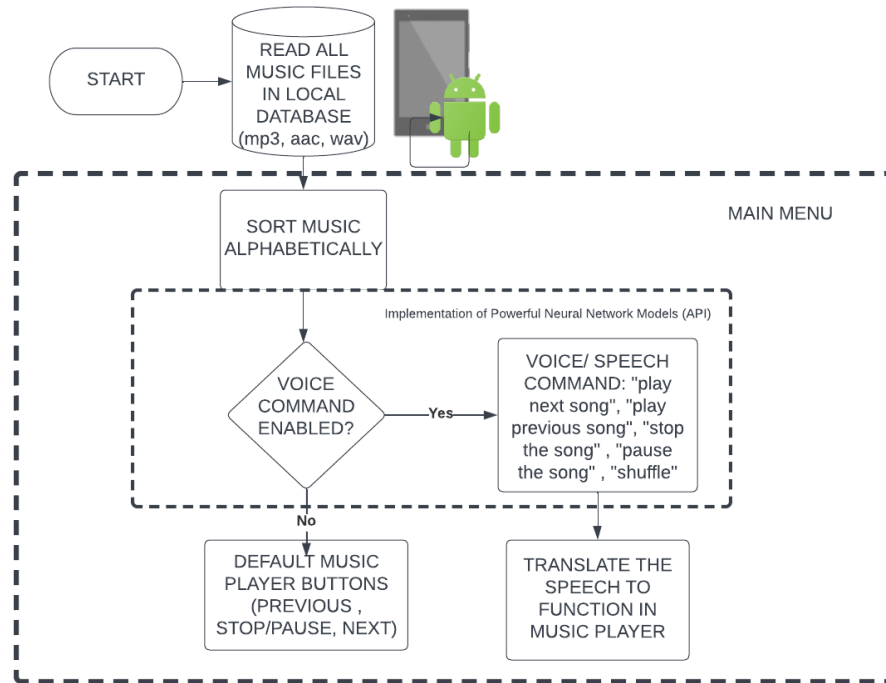 START
READ ALL
MUSIC FILES
IN LOCAL
DATABASE
(mp3, aac, wav)
MAIN MENU
SORT MUSIC
ALPHABETICALLY
Implementation of Powerful Neural Network Models (API)
VOICE
COMMAND
ENABLED?
Yes
VOICE/ SPEECH
COMMAND: "play
next song", "play
previous song", "stop
the song" , "pause
the song" , "shuffle"
No
DEFAULT MUSIC
PLAYER BUTTONS
(PREVIOUS ,
STOP/PAUSE, NEXT)
TRANSLATE THE
SPEECH TO
FUNCTION IN
MUSIC PLAYER